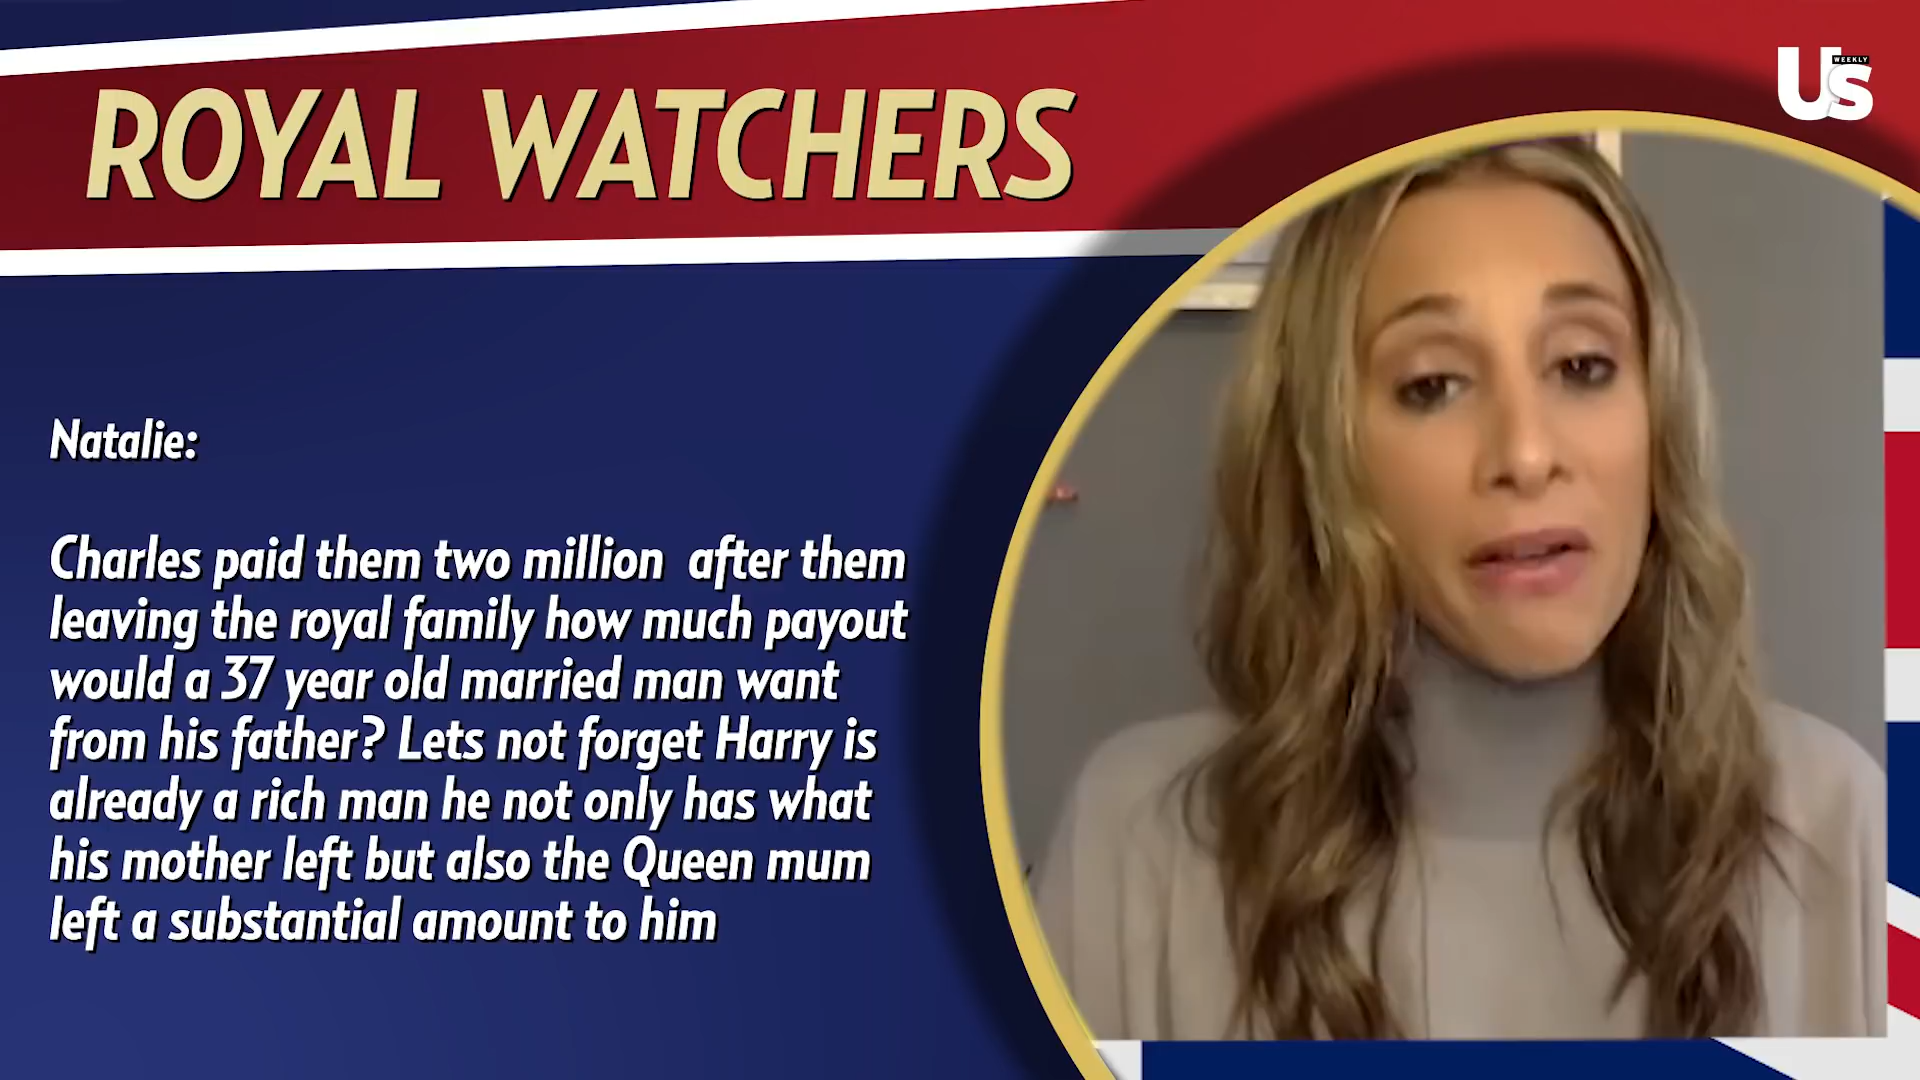 ROYAL WATCHERS
US WEEKLY
Natalie:
Charles paid them two million  after them
leaving the royal family how much payout
would a 37 year old married man want
from his father? Lets not forget Harry is
already a rich man he not only has what
his mother left but also the Queen mum
left a substantial amount to him